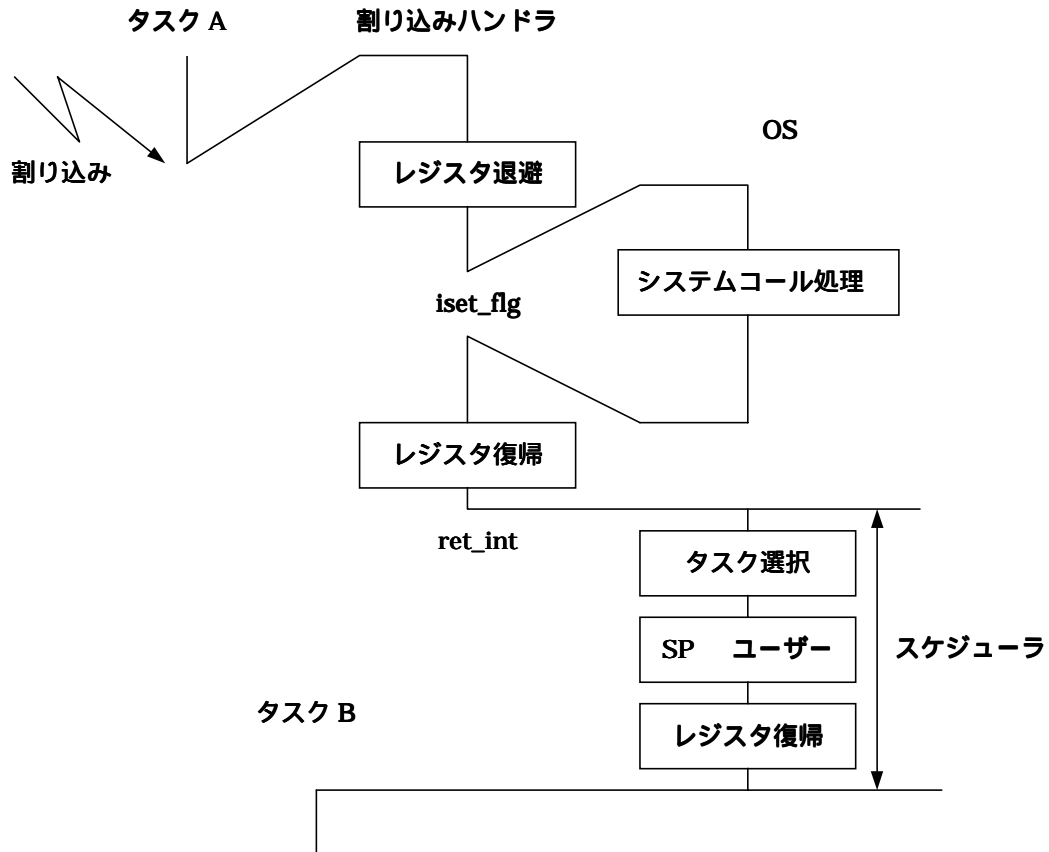 タスク A
割り込みハンドラ
OS
割り込み
レジスタ退避
システムコール処理
iset_flg
レジスタ復帰
ret_int
タスク選択
SP ユーザー
スケジューラ
タスク B
レジスタ復帰